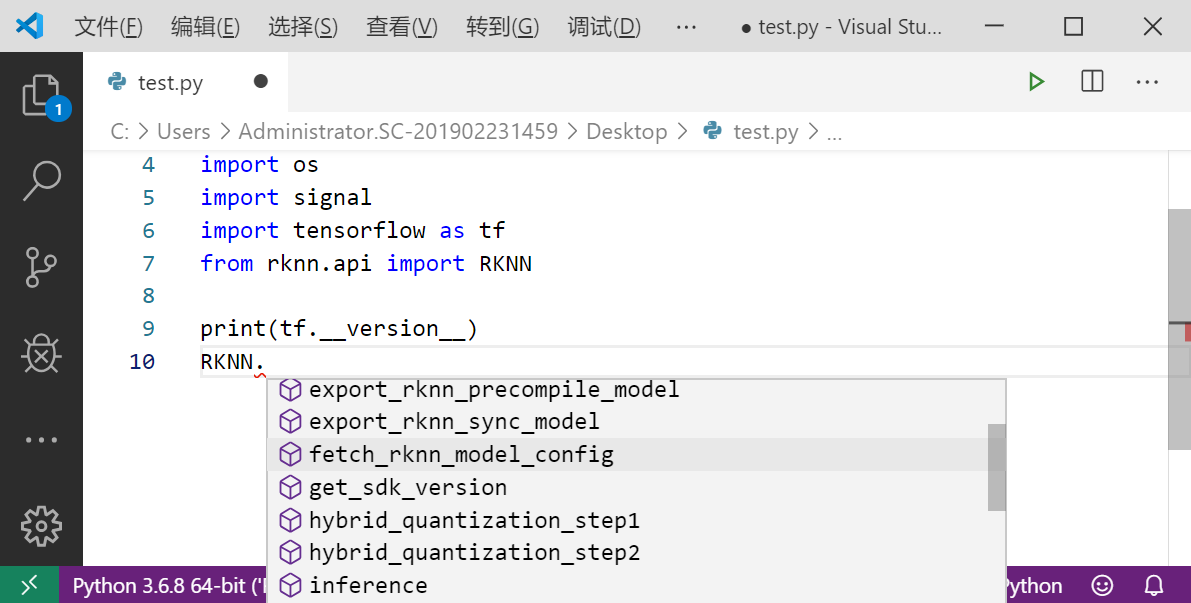 文件(F) 编辑(E) 选择(S) 查看(V) 转到(G) 调试(D) ··· ● test.py - Visual Stu...
test.py ●
1
C: > Users > Administrator.SC-201902231459 > Desktop > test.py > ...
4 import os
5 import signal
6 import tensorflow as tf
7 from rknn.api import RKNN
8
9 print(tf.__version__)
10 RKNN.
export_rknn_precompile_model
export_rknn_sync_model
fetch_rknn_model_config
get_sdk_version
hybrid_quantization_step1
hybrid_quantization_step2
inference
Python 3.6.8 64-bit (' Python